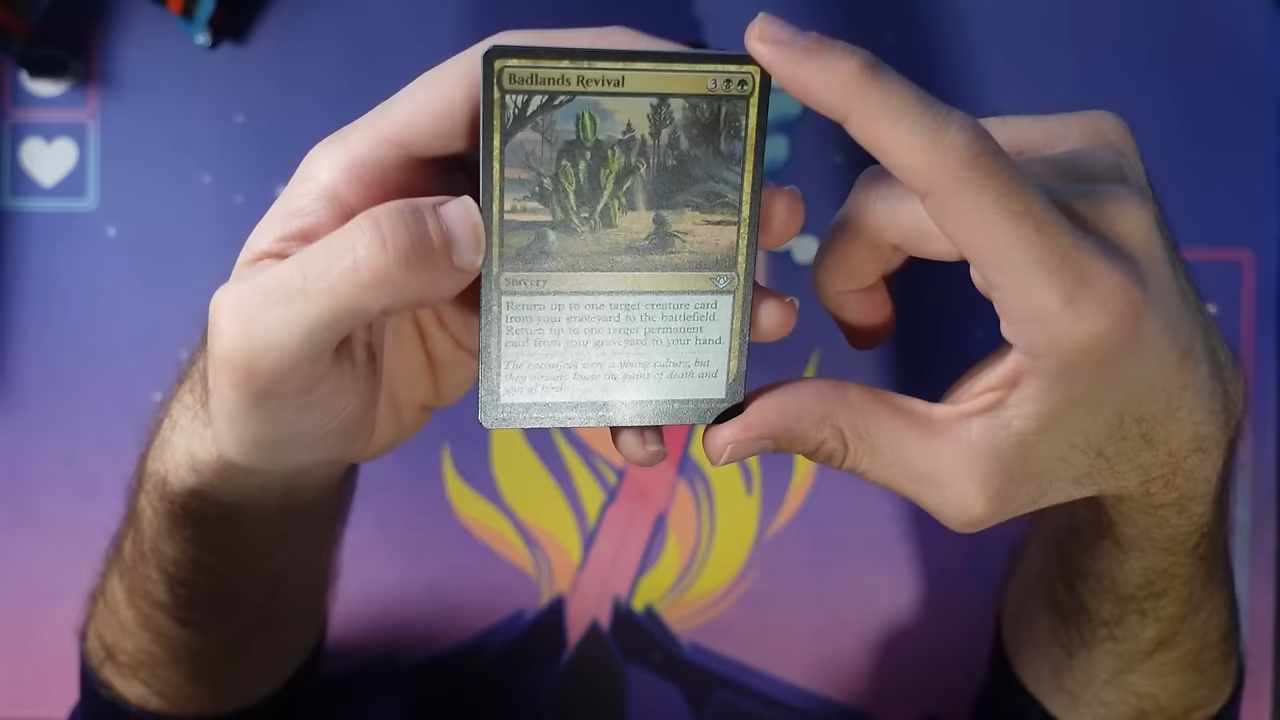 Badlands Revival 3
Sorcery
Return up to one target creature card
from your graveyard to the battlefield.
Return up to one target permanent
card from your graveyard to your hand.
The cactusfolk were a young culture, but
they already knew the pains of death and